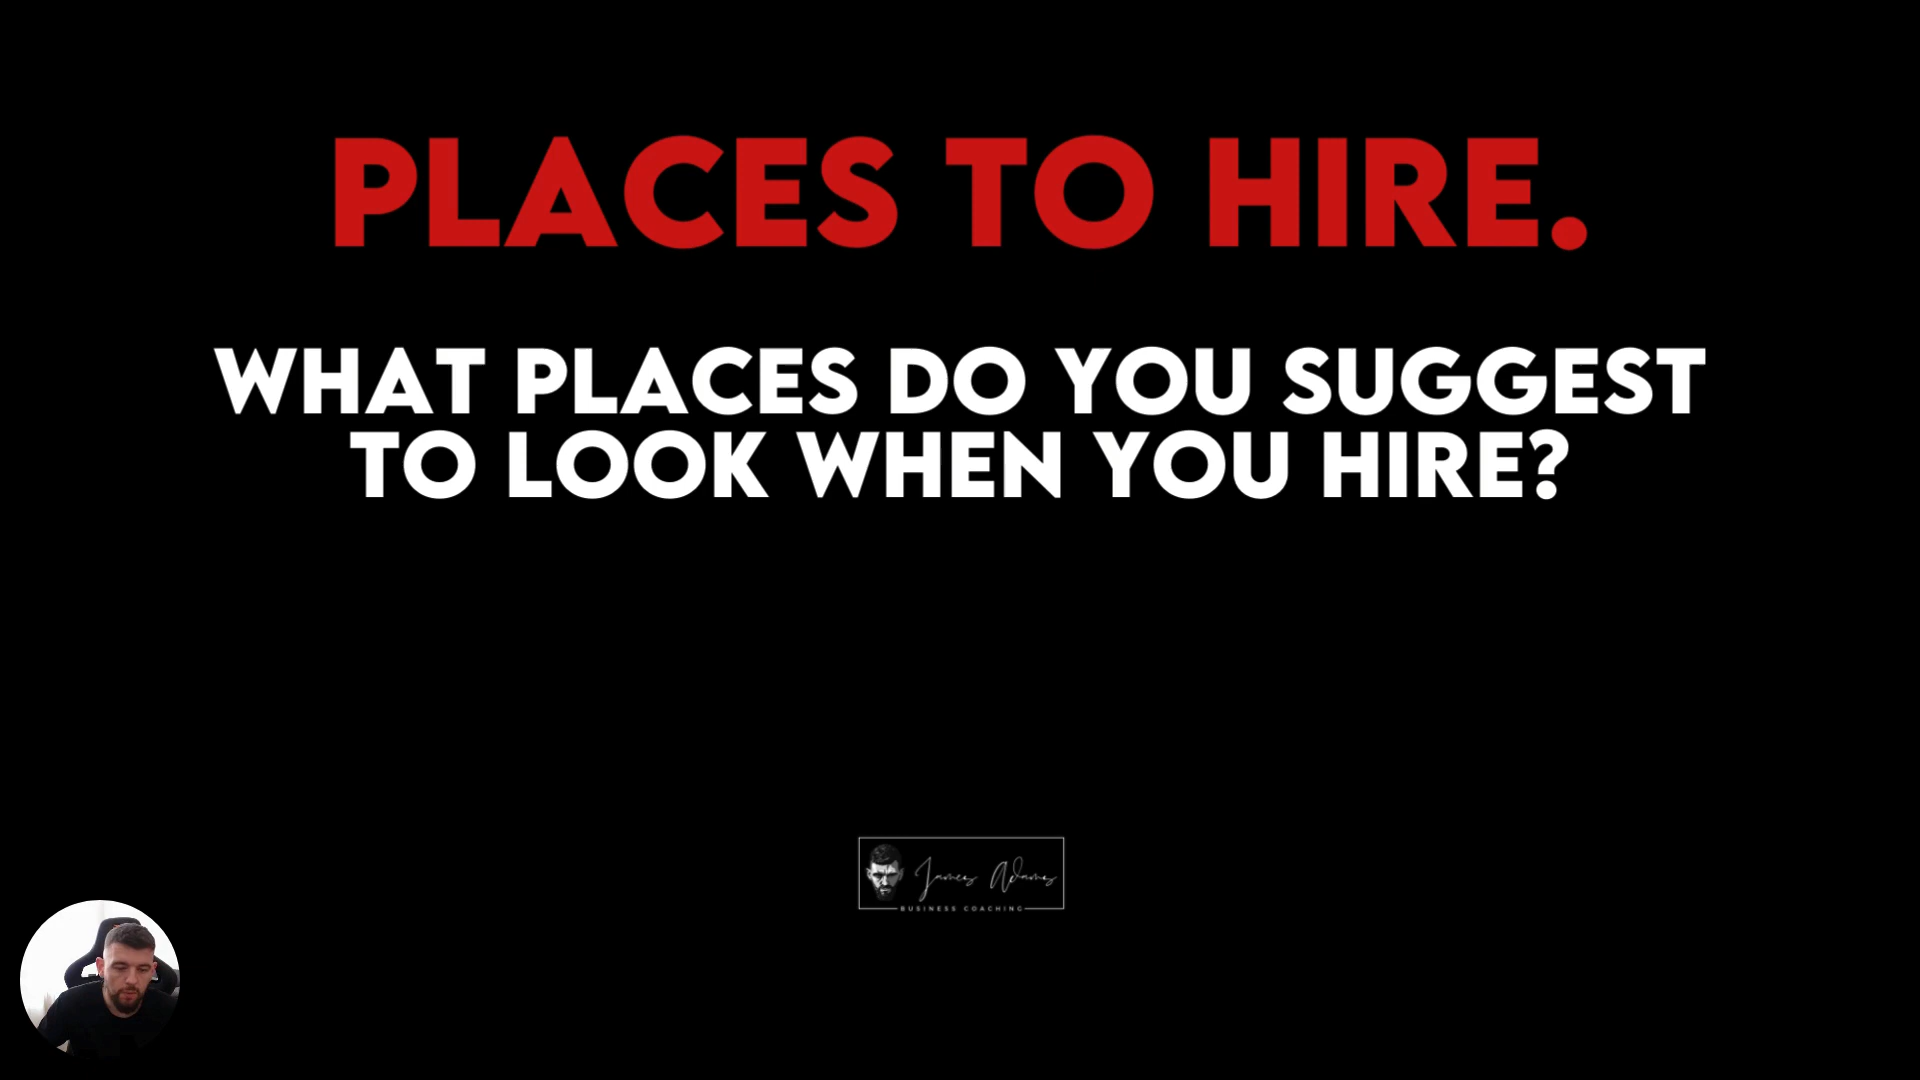 PLACES TO HIRE.
WHAT PLACES DO YOU SUGGEST
TO LOOK WHEN YOU HIRE?
James Adams
BUSINESS COACHING